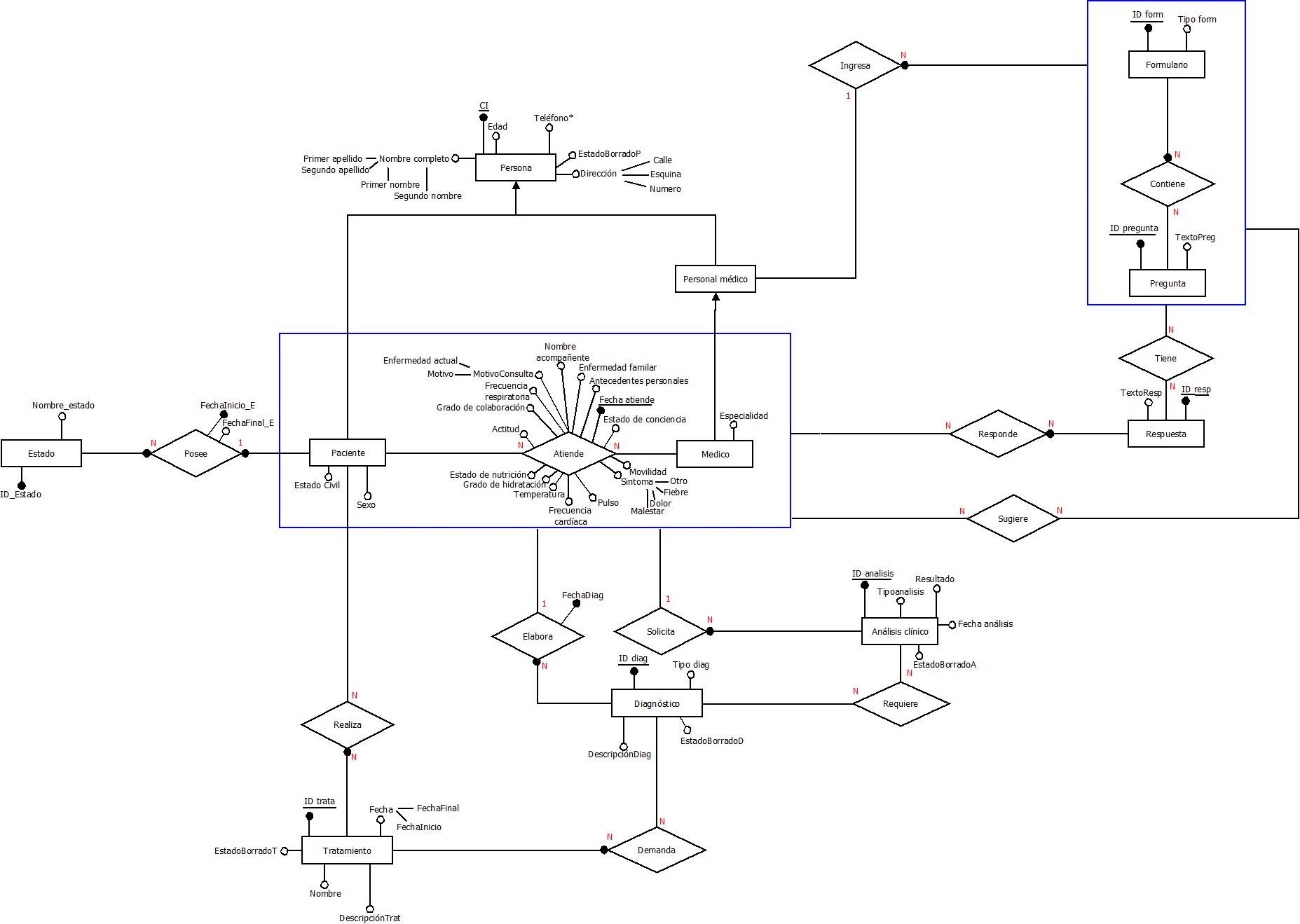 ID form
Tipo form
Formulario
Ingresa
N
1
N
Contiene
N
ID pregunta
TextoPreg
Pregunta
CI
Edad
Teléfono*
Primer apellido
Nombre completo
Segundo apellido
Primer nombre
Segundo nombre
Persona
EstadoBorradoP
Dirección
Calle
Esquina
Numero
Personal médico
N
Tiene
N
TextoResp
ID resp
Respuesta
N
Responde
N
N
Sugiere
N
Nombre_estado
Estado
ID_Estado
N
Posee
1
FechaInicio_E
FechaFinal_E
Paciente
Estado Civil
Sexo
Enfermedad actual
Motivo
MotivoConsulta
Nombre
acompañente
Enfermedad familar
Antecedentes personales
Frecuencia
respiratoria
Fecha atiende
Grado de colaboración
Estado de conciencia
Actitud
N
Atiende
N
Especialidad
Medico
Estado de nutrición
Grado de hidratación
Temperatura
Frecuencia
cardíaca
Pulso
Movilidad
Sintoma
Otro
Fiebre
Dolor
Malestar
1
Elabora
N
FechaDiag
1
Solicita
N
ID analisis
Tipoanalisis
Resultado
Análisis clínico
Fecha análisis
EstadoBorradoA
N
Requiere
N
ID diag
Tipo diag
Diagnóstico
DescripciónDiag
EstadoBorradoD
N
Realiza
N
ID trata
Fecha
FechaFinal
FechaInicio
EstadoBorradoT
Tratamiento
Nombre
DescripciónTrat
N
Demanda
N